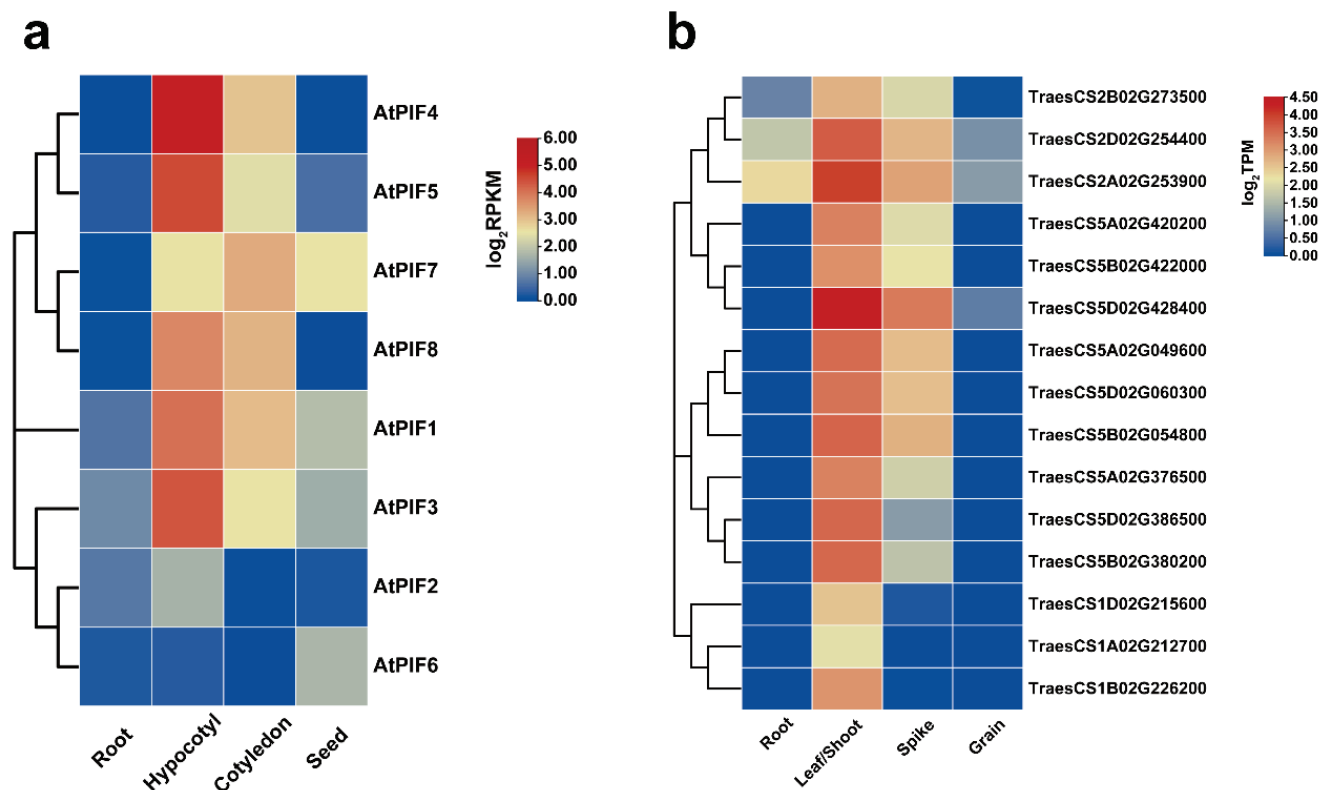 a
AtPIF4
AtPIF5
AtPIF7
AtPIF8
AtPIF1
AtPIF3
AtPIF2
AtPIF6
Root
Hypocotyl
Cotyledon
Seed
log₂RPKM
6.00
5.00
4.00
3.00
2.00
1.00
0.00
b
TraesCS2B02G273500
TraesCS2D02G254400
TraesCS2A02G253900
TraesCS5A02G420200
TraesCS5B02G422000
TraesCS5D02G428400
TraesCS5A02G049600
TraesCS5D02G060300
TraesCS5B02G054800
TraesCS5A02G376500
TraesCS5D02G386500
TraesCS5B02G380200
TraesCS1D02G215600
TraesCS1A02G212700
TraesCS1B02G226200
Root
Leaf/Shoot
Spike
Grain
log₂TPM
4.50
4.00
3.50
3.00
2.50
2.00
1.50
1.00
0.50
0.00